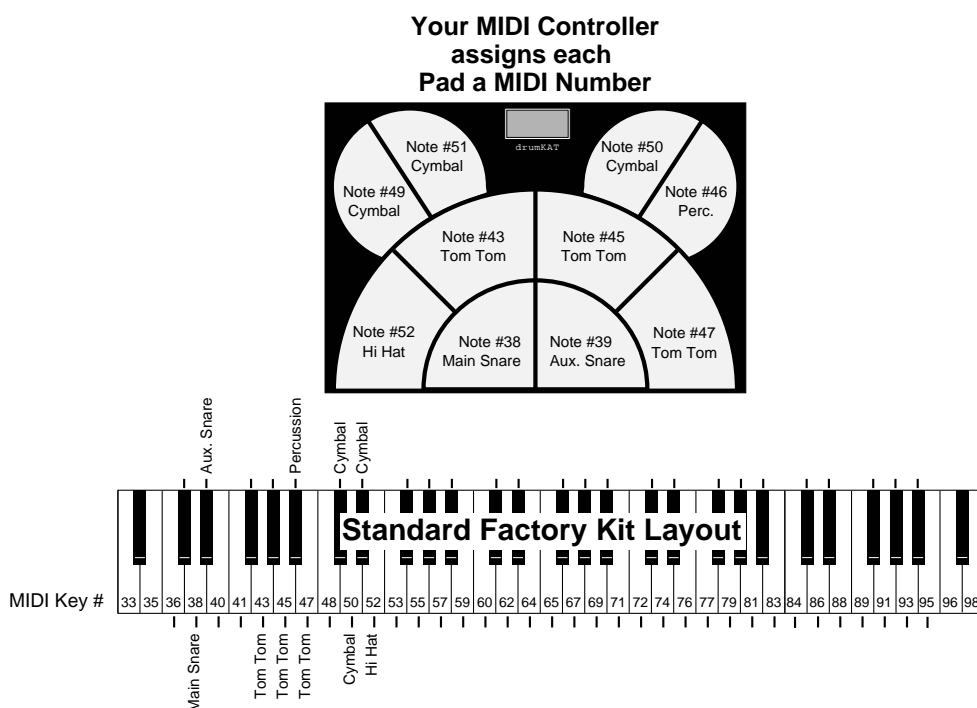 Your MIDI Controller
assigns each
Pad a MIDI Number
drumKAT
Note #51
Cymbal
Note #50
Cymbal
Note #49
Cymbal
Note #46
Perc.
Note #43
Tom Tom
Note #45
Tom Tom
Note #52
Hi Hat
Note #38
Main Snare
Note #39
Aux. Snare
Note #47
Tom Tom
Aux. Snare
Percussion
Cymbal
Cymbal
Standard Factory Kit Layout
MIDI Key #
33 35 36 38 40 41 43 45 47 48 50 52 53 55 57 59 60 62 64 65 67 69 71 72 74 76 77 79 81 83 84 86 88 89 91 93 95 96 98
Main Snare
Tom Tom
Tom Tom
Tom Tom
Cymbal
Hi Hat